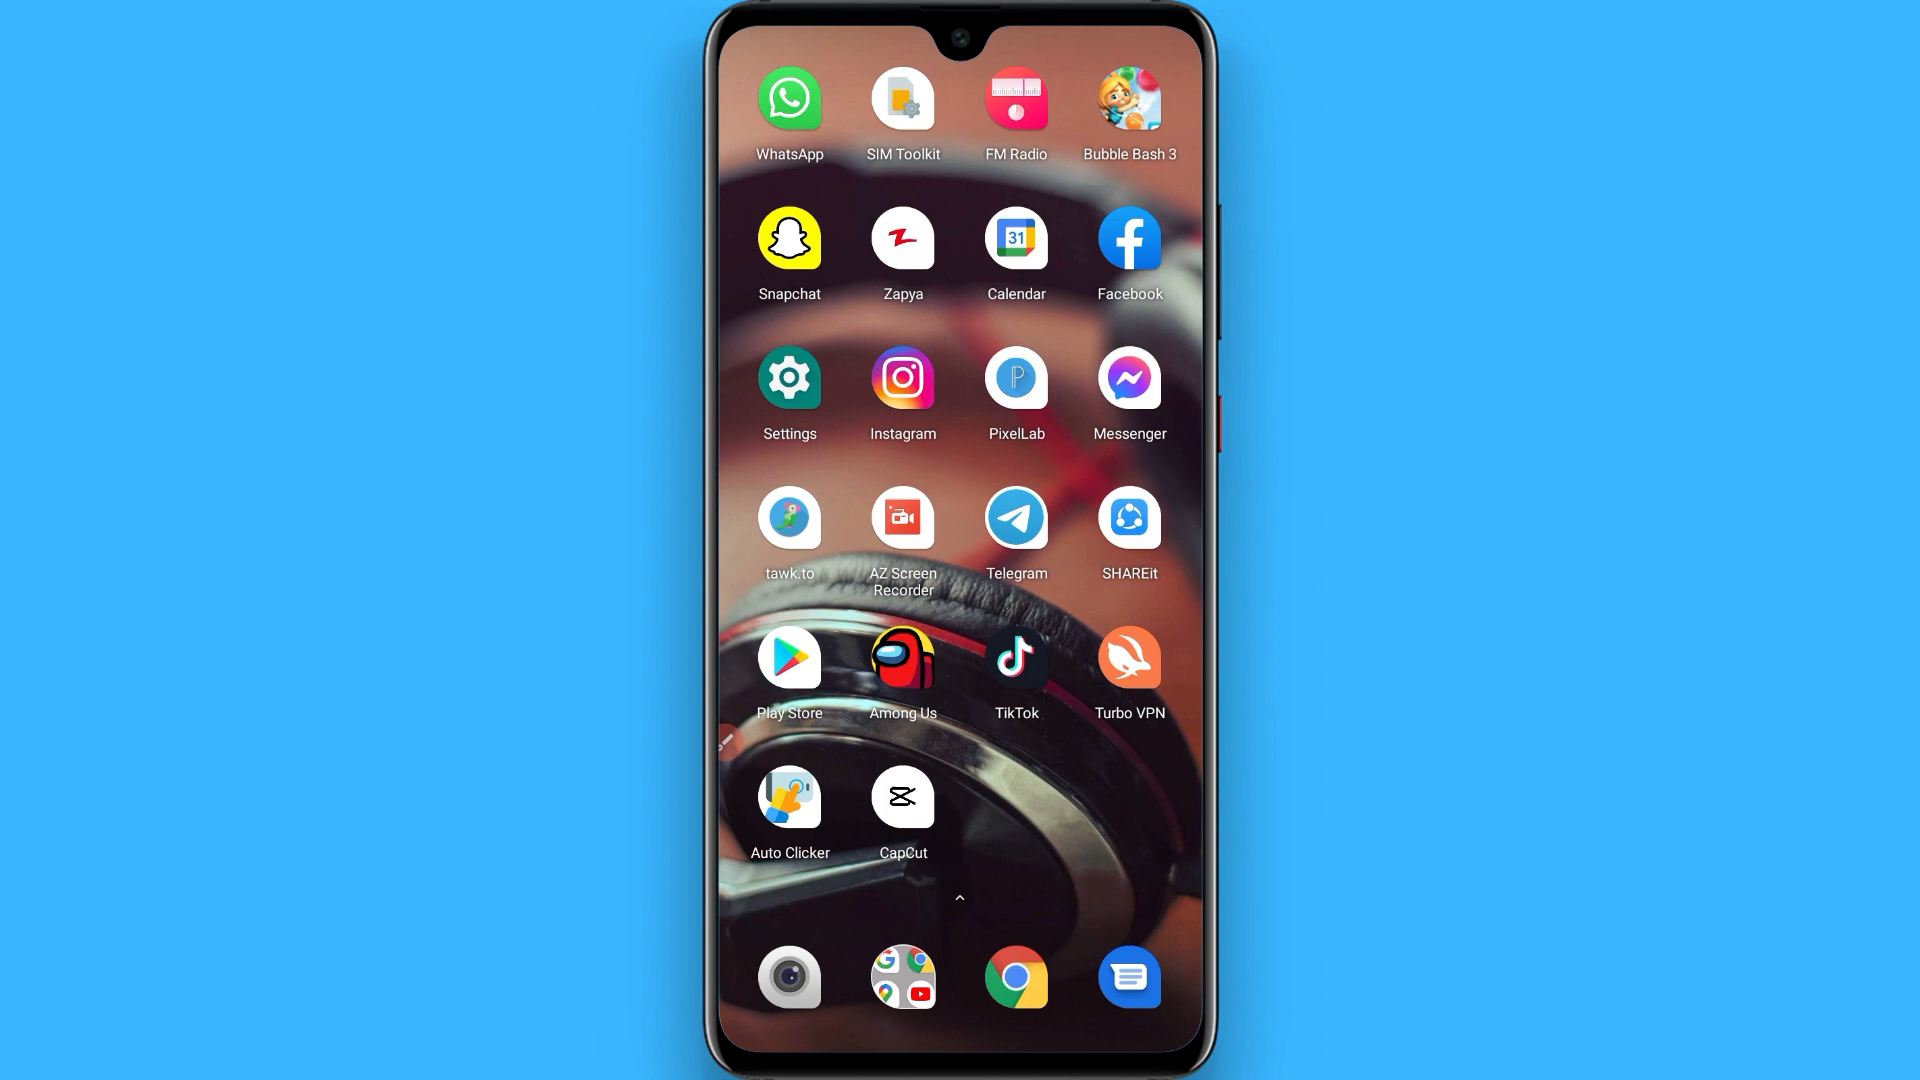 WhatsApp
SIM Toolkit
FM Radio
Bubble Bash 3
31
Snapchat
Zapya
Calendar
Facebook
P
Settings
Instagram
PixelLab
Messenger
tawk.to
AZ Screen
Recorder
Telegram
SHAREit
Play Store
Among Us
TikTok
Turbo VPN
Auto Clicker
CapCut